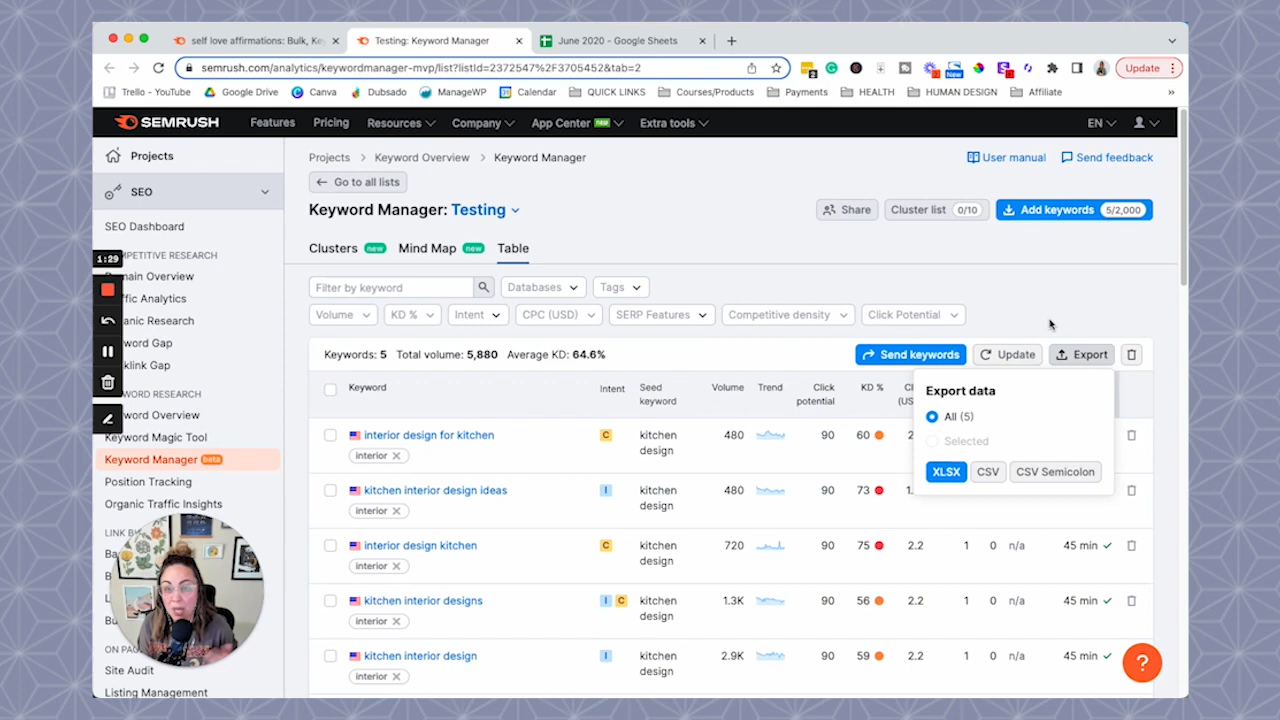 self love affirmations: Bulk, Ke
Testing: Keyword Manager
June 2020 - Google Sheets
semrush.com/analytics/keywordmanager-mvp/list?listId=2372547%2F3705452&tab=2
2
New
Update
Trello - YouTube
Google Drive
Canva
Dubsado
ManageWP
Calendar
QUICK LINKS
Courses/Products
Payments
HEALTH
HUMAN DESIGN
Affiliate
»
SEMRUSH
Features
Pricing
Resources
Company
App Center new
Extra tools
EN
Projects
SEO
SEO Dashboard
MPETITIVE RESEARCH
main Overview
ffic Analytics
ganic Research
word Gap
klink Gap
WORD RESEARCH
word Overview
Keyword Magic Tool
Keyword Manager beta
Position Tracking
Organic Traffic Insights
LINK BU
Ba
B
L
Bu
ON PAG
Site Audit
Listing Management
1:29
Projects > Keyword Overview > Keyword Manager
User manual
Send feedback
← Go to all lists
Keyword Manager: Testing
Share
Cluster list 0/10
Add keywords 5/2,000
Clusters new
Mind Map new
Table
Filter by keyword
Databases
Tags
Volume
KD %
Intent
CPC (USD)
SERP Features
Competitive density
Click Potential
Keywords: 5 Total volume: 5,880 Average KD: 64.6%
Send keywords
Update
Export
Keyword
Intent
Seed keyword
Volume
Trend
Click potential
KD %
(US
Export data
All (5)
Selected
XLSX
CSV
CSV Semicolon
interior design for kitchen
interior ×
C
kitchen design
480
90
60
2
kitchen interior design ideas
interior ×
I
kitchen design
480
90
73
interior design kitchen
interior ×
C
kitchen design
720
90
75
2.2
1
0
n/a
45 min
kitchen interior designs
interior ×
I C
kitchen design
1.3K
90
56
2.2
1
0
n/a
45 min
kitchen interior design
interior ×
I
kitchen design
2.9K
90
59
2.2
1
0
n/a
45 min
?